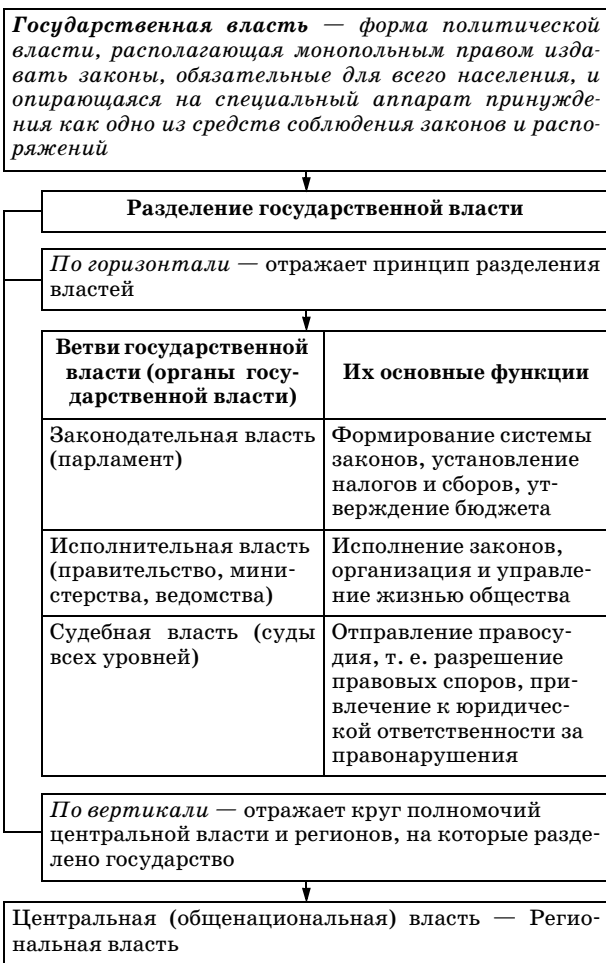 Государственная власть — форма политической
власти, располагающая монопольным правом изда-
вать законы, обязательные для всего населения, и
опирающаяся на специальный аппарат принужде-
ния как одно из средств соблюдения законов и распо-
ряжений
Разделение государственной власти
По горизонтали — отражает принцип разделения
властей
Ветви государственной
власти (органы госу-
дарственной власти)
Их основные функции
Законодательная власть
(парламент)
Формирование системы
законов, установление
налогов и сборов, ут-
верждение бюджета
Исполнительная власть
(правительство, мини-
стерства, ведомства)
Исполнение законов,
организация и управле-
ние жизнью общества
Судебная власть (суды
всех уровней)
Отправление правосу-
дия, т. е. разрешение
правовых споров, при-
влечение к юридичес-
кой ответственности за
правонарушения
По вертикали — отражает круг полномочий
центральной власти и регионов, на которые разде-
лено государство
Центральная (общенациональная) власть — Регио-
нальная власть